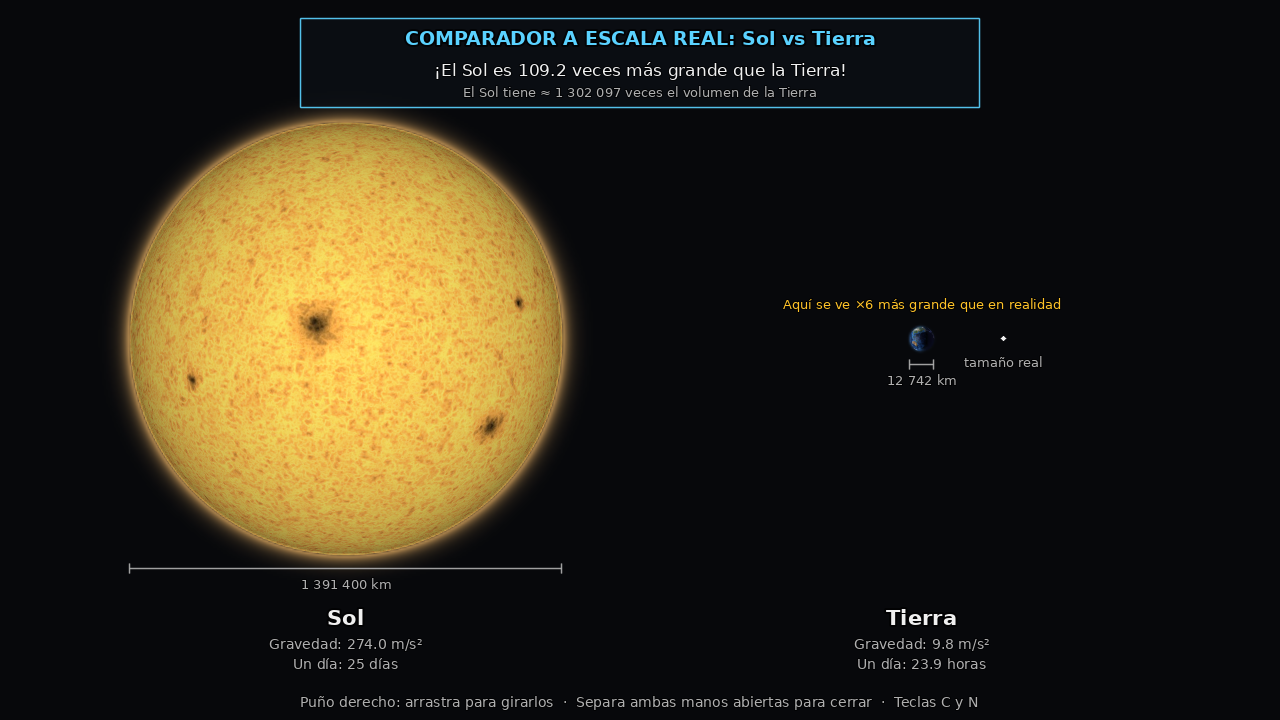 COMPARADOR A ESCALA REAL: Sol vs Tierra
¡El Sol es 109.2 veces más grande que la Tierra!
El Sol tiene ≈ 1 302 097 veces el volumen de la Tierra
Aquí se ve ×6 más grande que en realidad
tamaño real
12 742 km
1 391 400 km
Sol
Gravedad: 274.0 m/s²
Un día: 25 días
Tierra
Gravedad: 9.8 m/s²
Un día: 23.9 horas
Puño derecho: arrastra para girarlos · Separa ambas manos abiertas para cerrar · Teclas C y N